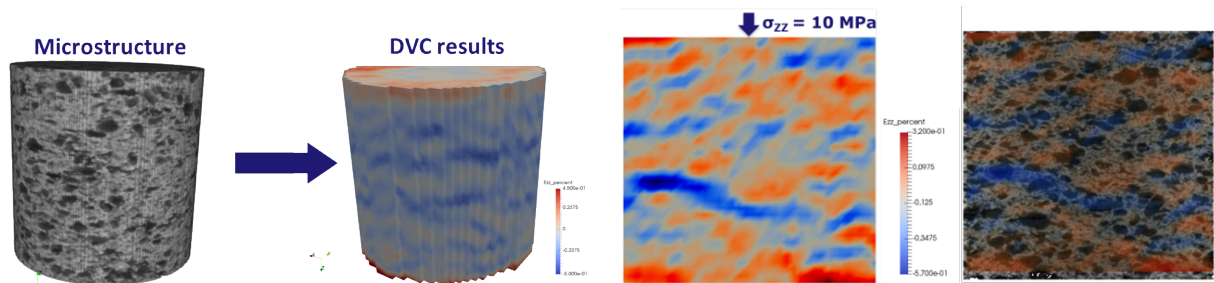 Microstructure
DVC results
σzz = 10 MPa
Ezz_percent
4.500e-01
0.2375
0
-0.2375
-5.000e-01
Ezz_percent
3.200e-01
0.0975
-0.125
-0.3475
-5.700e-01